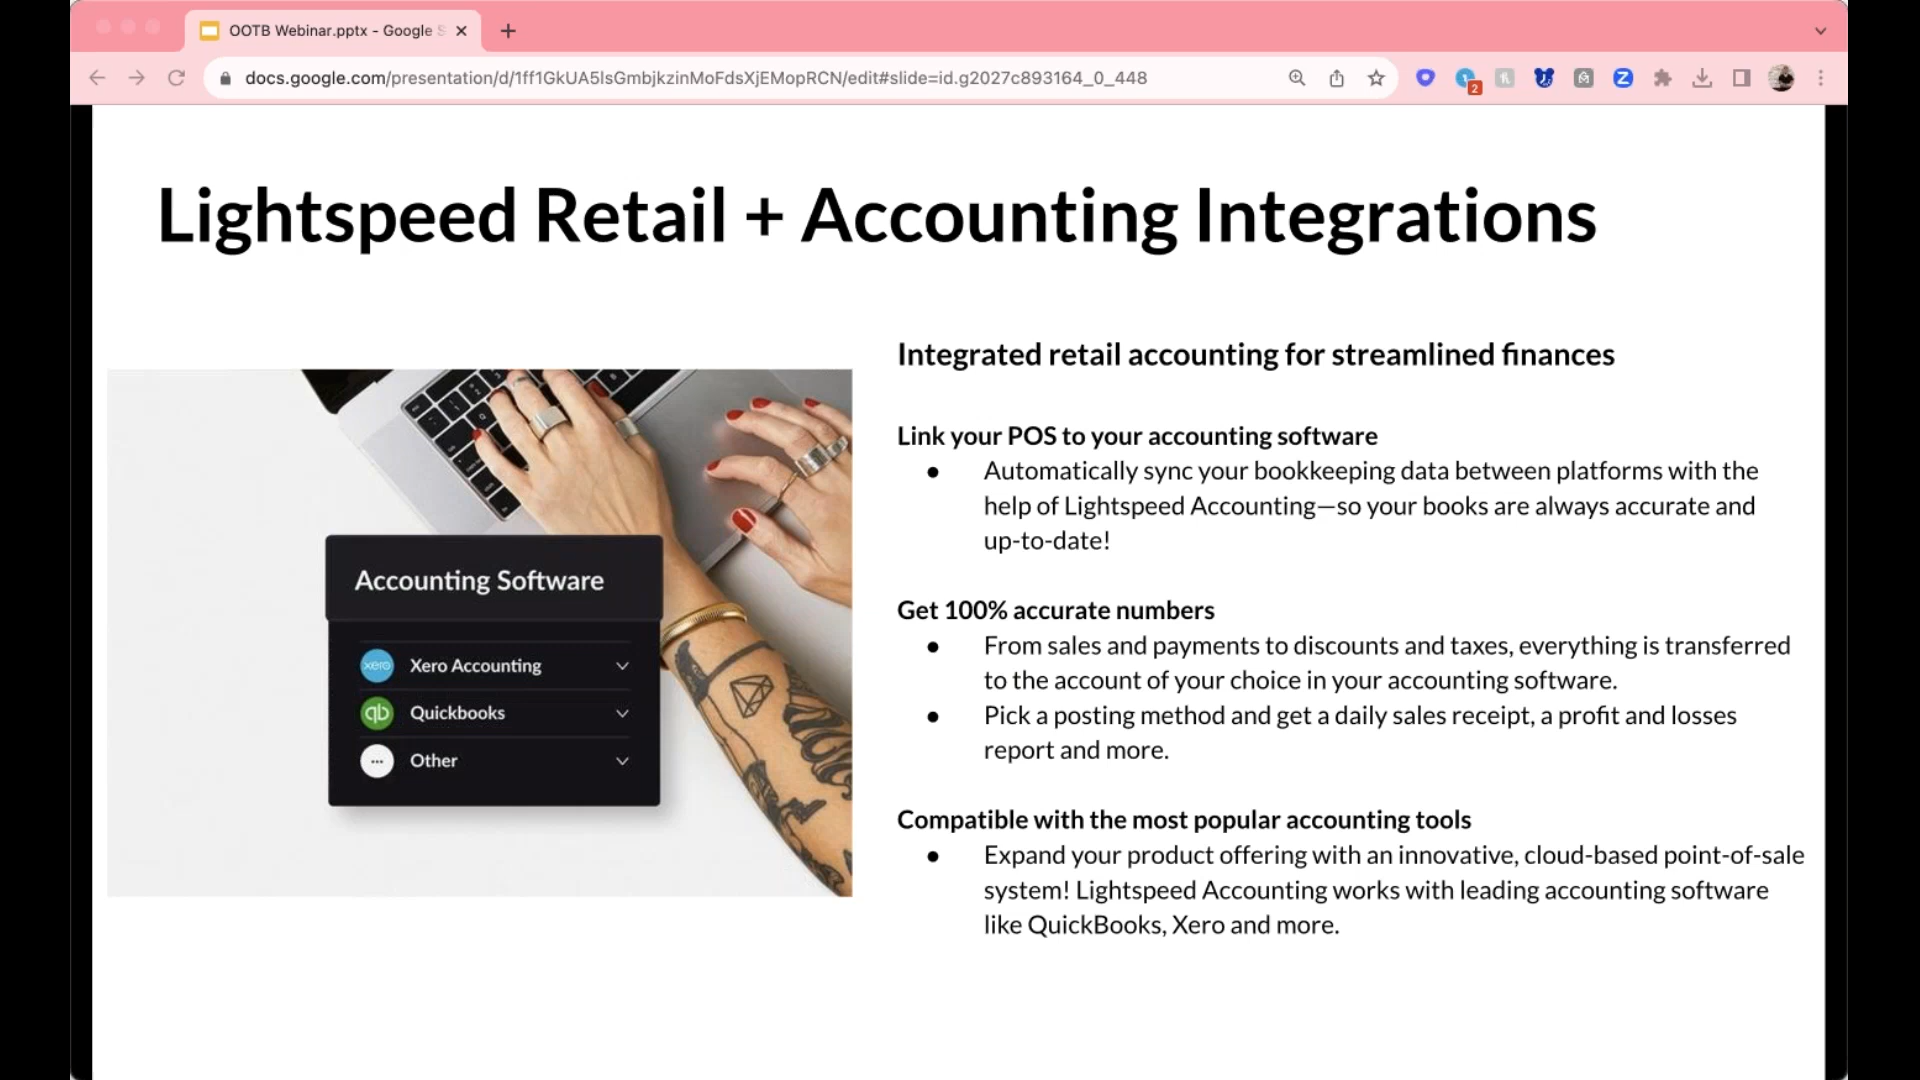 OOTB Webinar.pptx - Google S
docs.google.com/presentation/d/1ff1GkUA5lsGmbjkzinMoFdsXjEMopRCN/edit#slide=id.g2027c893164_0_448
2
Lightspeed Retail + Accounting Integrations
Integrated retail accounting for streamlined finances
Link your POS to your accounting software
● Automatically sync your bookkeeping data between platforms with the
help of Lightspeed Accounting—so your books are always accurate and
up-to-date!
Get 100% accurate numbers
● From sales and payments to discounts and taxes, everything is transferred
to the account of your choice in your accounting software.
● Pick a posting method and get a daily sales receipt, a profit and losses
report and more.
Compatible with the most popular accounting tools
● Expand your product offering with an innovative, cloud-based point-of-sale
system! Lightspeed Accounting works with leading accounting software
like QuickBooks, Xero and more.
Accounting Software
xero Xero Accounting
qb Quickbooks
Other